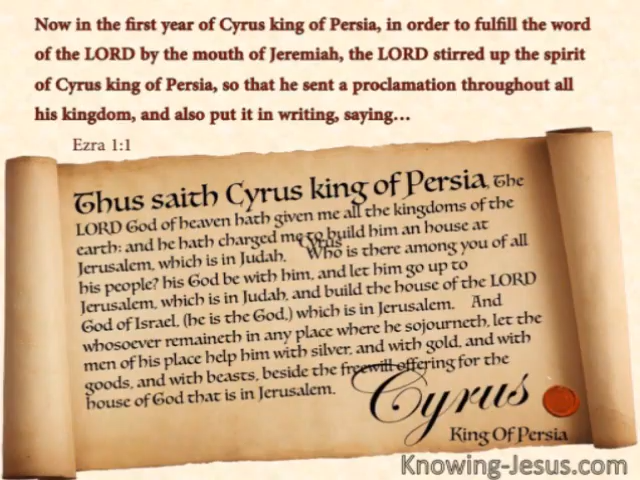 Now in the first year of Cyrus king of Persia, in order to fulfill the word
of the LORD by the mouth of Jeremiah, the LORD stirred up the spirit
of Cyrus king of Persia, so that he sent a proclamation throughout all
his kingdom, and also put it in writing, saying…
Ezra 1:1
Thus saith Cyrus king of Persia, The
LORD God of heaven hath given me all the kingdoms of the
earth; and he hath charged me to build him an house at
Cyrus
Jerusalem, which is in Judah. Who is there among you of all
his people? his God be with him, and let him go up to
Jerusalem, which is in Judah, and build the house of the LORD
God of Israel, (he is the God,) which is in Jerusalem. And
whosoever remaineth in any place where he sojourneth, let the
men of his place help him with silver, and with gold, and with
goods, and with beasts, beside the freewill offering for the
house of God that is in Jerusalem.
Cyrus
King Of Persia
Knowing-Jesus.com